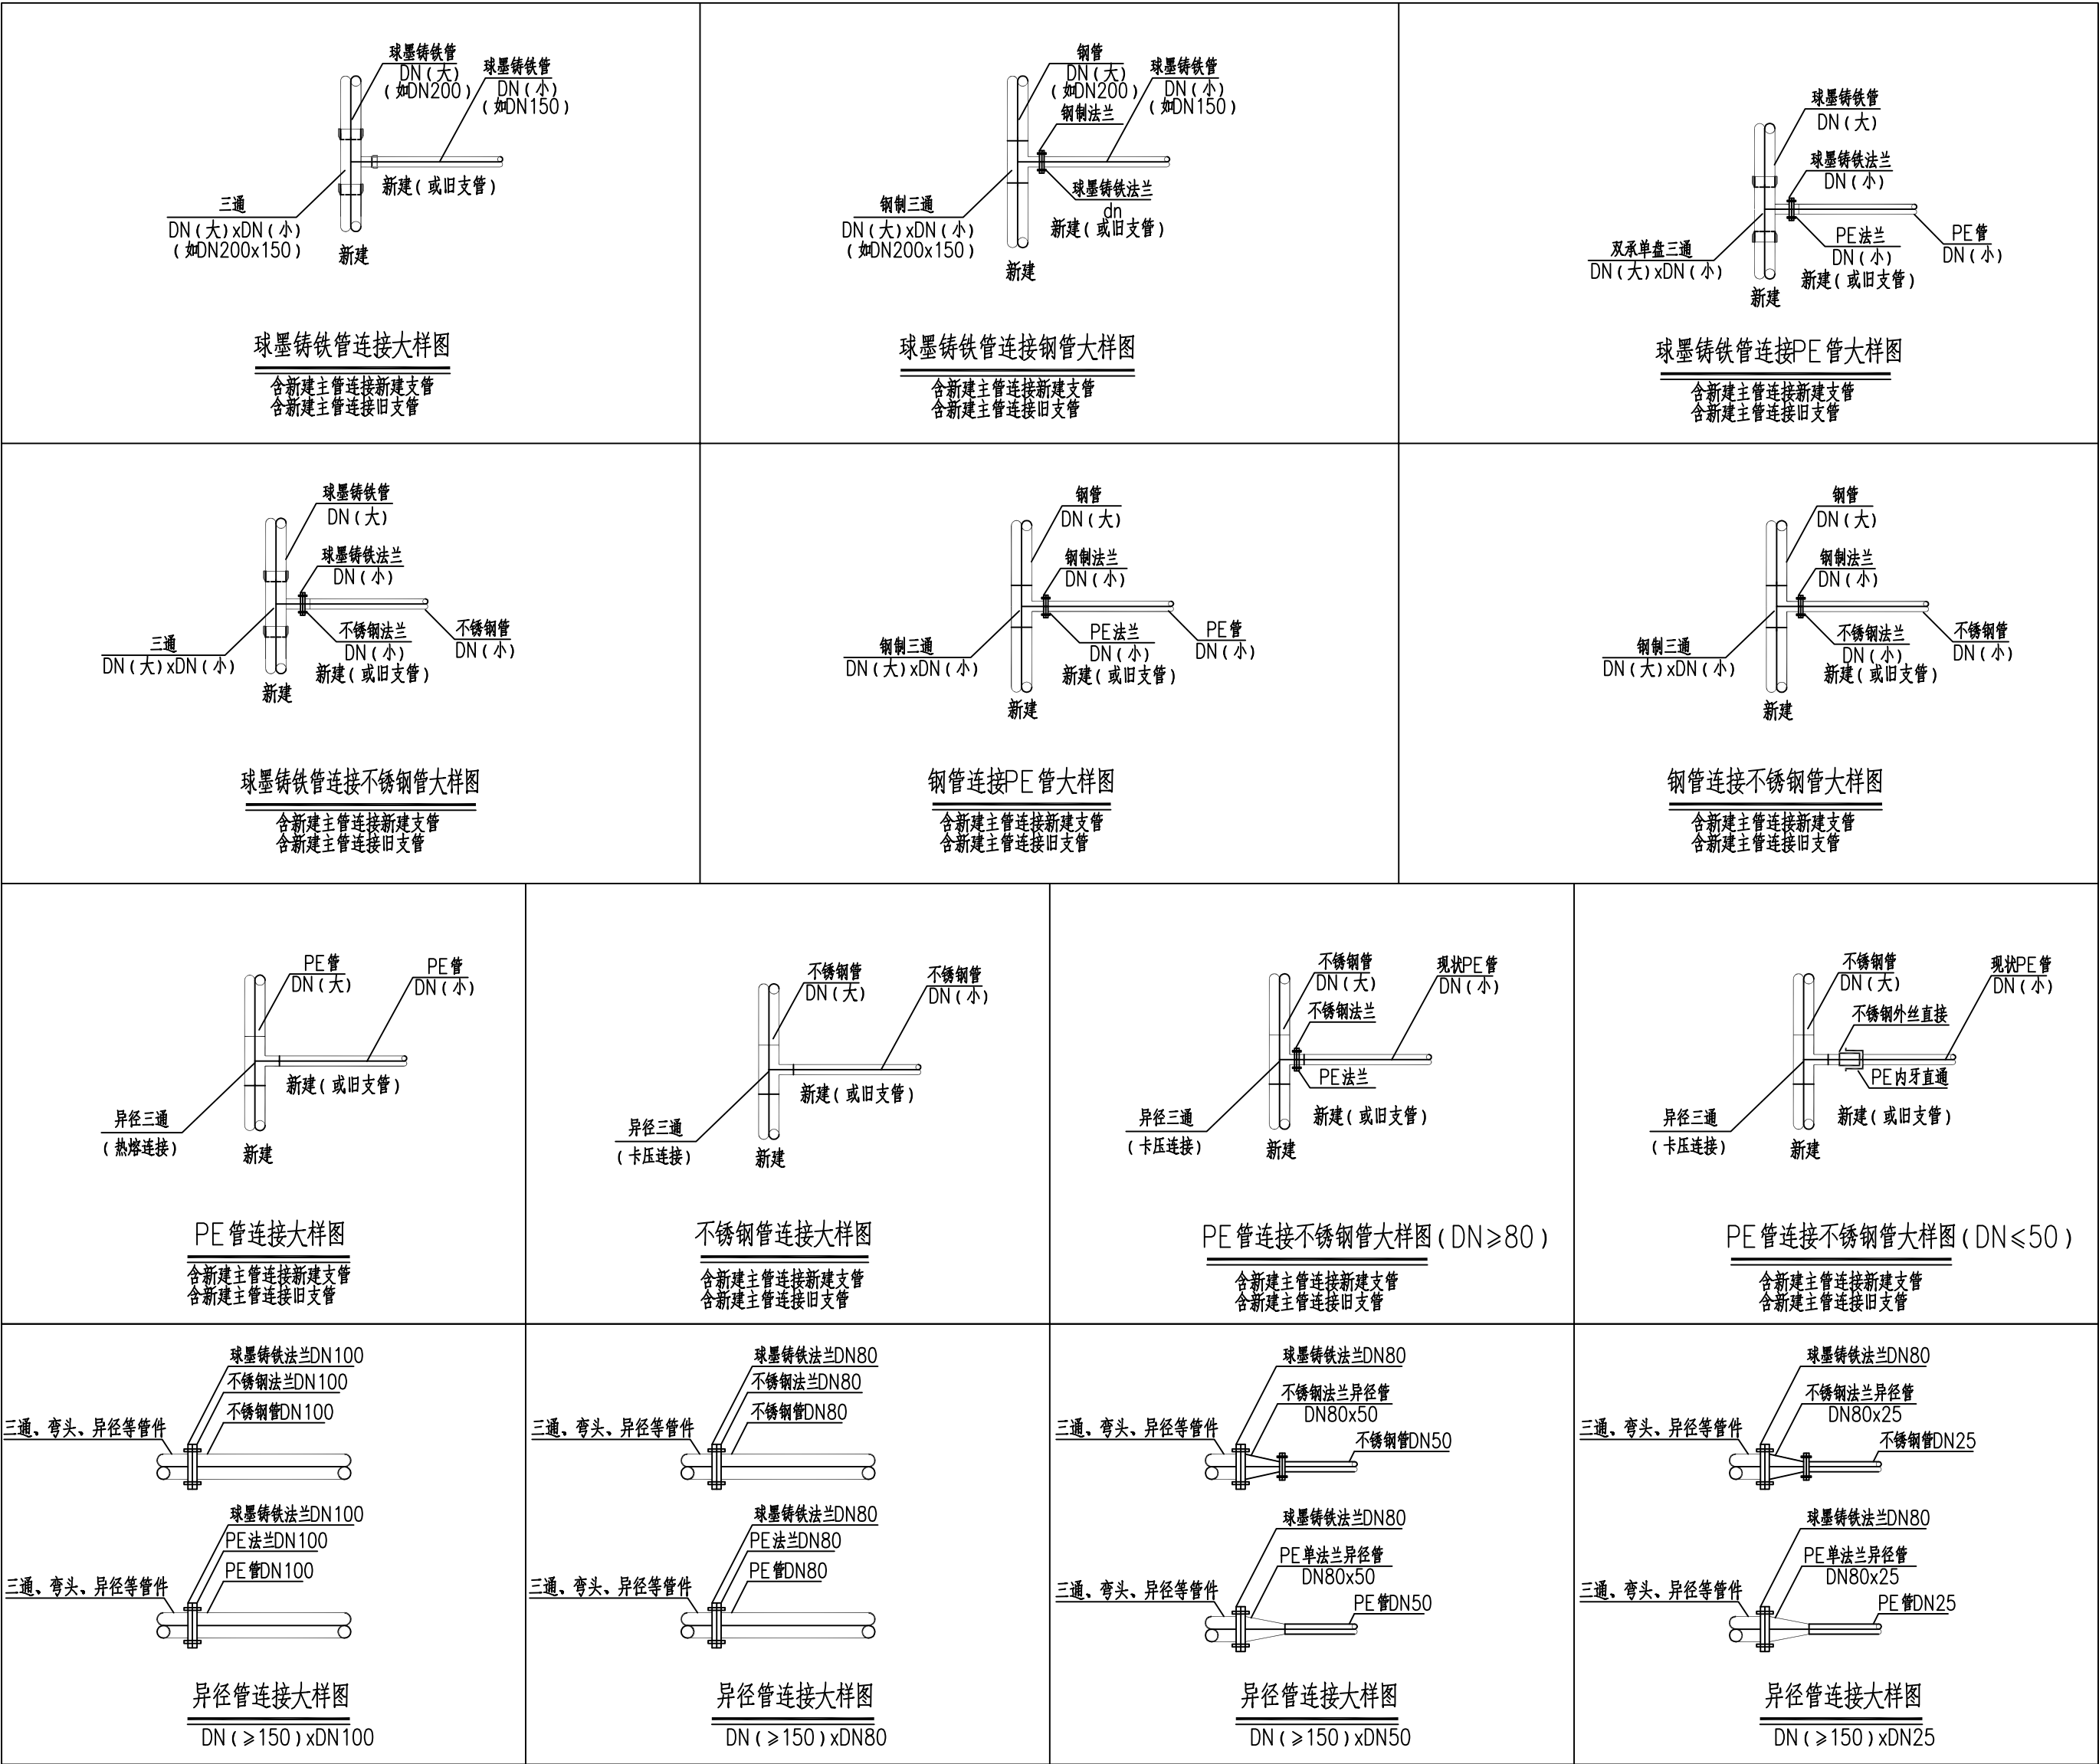 球墨铸铁管
DN(大)
(如DN200)
球墨铸铁管
DN(小)
(如DN150)
新建(或旧支管)
三通
DN(大)xDN(小)
(如DN200x150)
新建
球墨铸铁管连接大样图
含新建主管连接新建支管
含新建主管连接旧支管
钢管
DN(大)
(如DN200)
钢制法兰
球墨铸铁管
DN(小)
(如DN150)
球墨铸铁法兰
dn
新建(或旧支管)
钢制三通
DN(大)xDN(小)
(如DN200x150)
新建
球墨铸铁管连接钢管大样图
含新建主管连接新建支管
含新建主管连接旧支管
球墨铸铁管
DN(大)
球墨铸铁法兰
DN(小)
PE管
DN(小)
PE法兰
DN(小)
新建(或旧支管)
双承单盘三通
DN(大)xDN(小)
新建
球墨铸铁管连接PE管大样图
含新建主管连接新建支管
含新建主管连接旧支管
球墨铸铁管
DN(大)
球墨铸铁法兰
DN(小)
不锈钢法兰
DN(小)
新建(或旧支管)
不锈钢管
DN(小)
三通
DN(大)xDN(小)
新建
球墨铸铁管连接不锈钢管大样图
含新建主管连接新建支管
含新建主管连接旧支管
钢管
DN(大)
钢制法兰
DN(小)
PE法兰
DN(小)
新建(或旧支管)
PE管
DN(小)
钢制三通
DN(大)xDN(小)
新建
钢管连接PE管大样图
含新建主管连接新建支管
含新建主管连接旧支管
钢管
DN(大)
钢制法兰
DN(小)
不锈钢法兰
DN(小)
新建(或旧支管)
不锈钢管
DN(小)
钢制三通
DN(大)xDN(小)
新建
钢管连接不锈钢管大样图
含新建主管连接新建支管
含新建主管连接旧支管
PE管
DN(大)
PE管
DN(小)
新建(或旧支管)
异径三通
(热熔连接)
新建
PE管连接大样图
含新建主管连接新建支管
含新建主管连接旧支管
不锈钢管
DN(大)
不锈钢管
DN(小)
新建(或旧支管)
异径三通
(卡压连接)
新建
不锈钢管连接大样图
含新建主管连接新建支管
含新建主管连接旧支管
不锈钢管
DN(大)
不锈钢法兰
现状PE管
DN(小)
PE法兰
新建(或旧支管)
异径三通
(卡压连接)
新建
PE管连接不锈钢管大样图(DN≥80)
含新建主管连接新建支管
含新建主管连接旧支管
不锈钢管
DN(大)
不锈钢外丝直接
现状PE管
DN(小)
PE内牙直通
新建(或旧支管)
异径三通
(卡压连接)
新建
PE管连接不锈钢管大样图(DN≤50)
含新建主管连接新建支管
含新建主管连接旧支管
球墨铸铁法兰DN100
不锈钢法兰DN100
不锈钢管DN100
三通、弯头、异径等管件
球墨铸铁法兰DN100
PE法兰DN100
PE管DN100
三通、弯头、异径等管件
异径管连接大样图
DN(≥150)xDN100
球墨铸铁法兰DN80
不锈钢法兰DN80
不锈钢管DN80
三通、弯头、异径等管件
球墨铸铁法兰DN80
PE法兰DN80
PE管DN80
三通、弯头、异径等管件
异径管连接大样图
DN(≥150)xDN80
球墨铸铁法兰DN80
不锈钢法兰异径管
DN80x50
三通、弯头、异径等管件
不锈钢管DN50
球墨铸铁法兰DN80
PE单法兰异径管
DN80x50
三通、弯头、异径等管件
PE管DN50
异径管连接大样图
DN(≥150)xDN50
球墨铸铁法兰DN80
不锈钢法兰异径管
DN80x25
三通、弯头、异径等管件
不锈钢管DN25
球墨铸铁法兰DN80
PE单法兰异径管
DN80x25
三通、弯头、异径等管件
PE管DN25
异径管连接大样图
DN(≥150)xDN25